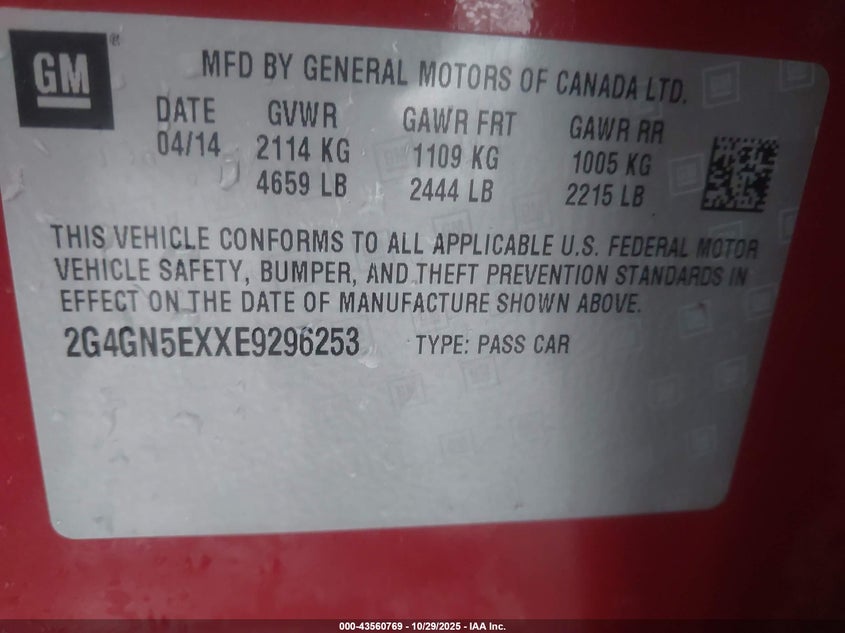 GM®
MFD BY GENERAL MOTORS OF CANADA LTD.
DATE GVWR GAWR FRT GAWR RR
04/14 2114 KG 1109 KG 1005 KG
4659 LB 2444 LB 2215 LB
THIS VEHICLE CONFORMS TO ALL APPLICABLE U.S. FEDERAL MOTOR
VEHICLE SAFETY, BUMPER, AND THEFT PREVENTION STANDARDS IN
EFFECT ON THE DATE OF MANUFACTURE SHOWN ABOVE.
2G4GN5EXXE9296253 TYPE: PASS CAR
000-43560769 | 10/29/2025 - IAA Inc.